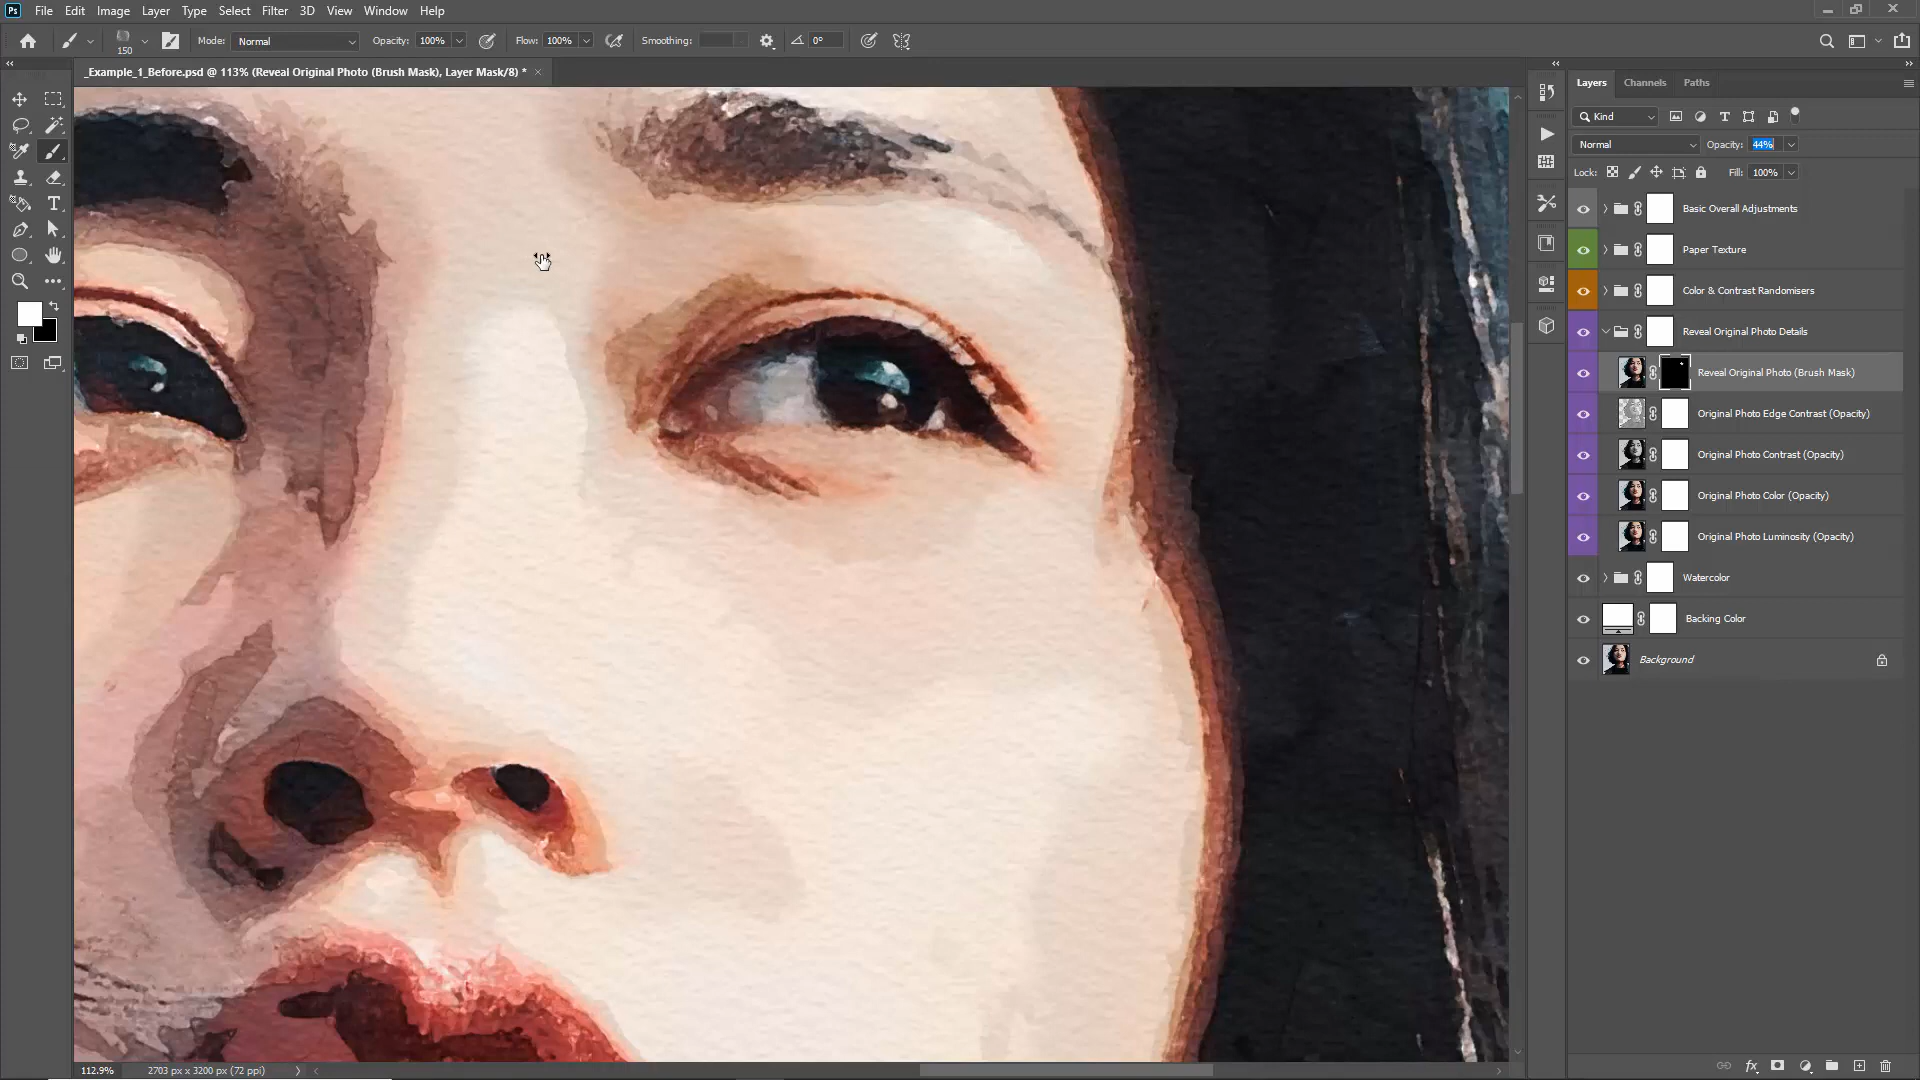 Ps File Edit Image Layer Type Select Filter 3D View Window Help
150 Mode: Normal Opacity: 100% Flow: 100% Smoothing: 0°
_Example_1_Before.psd @ 113% (Reveal Original Photo (Brush Mask), Layer Mask/8) * ×
Layers Channels Paths
Kind
Normal Opacity: 44%
Lock: Fill: 100%
Basic Overall Adjustments
Paper Texture
Color & Contrast Randomisers
Reveal Original Photo Details
Reveal Original Photo (Brush Mask)
Original Photo Edge Contrast (Opacity)
Original Photo Contrast (Opacity)
Original Photo Color (Opacity)
Original Photo Luminosity (Opacity)
Watercolor
Backing Color
Background
112.9% 2703 px x 3200 px (72 ppi)